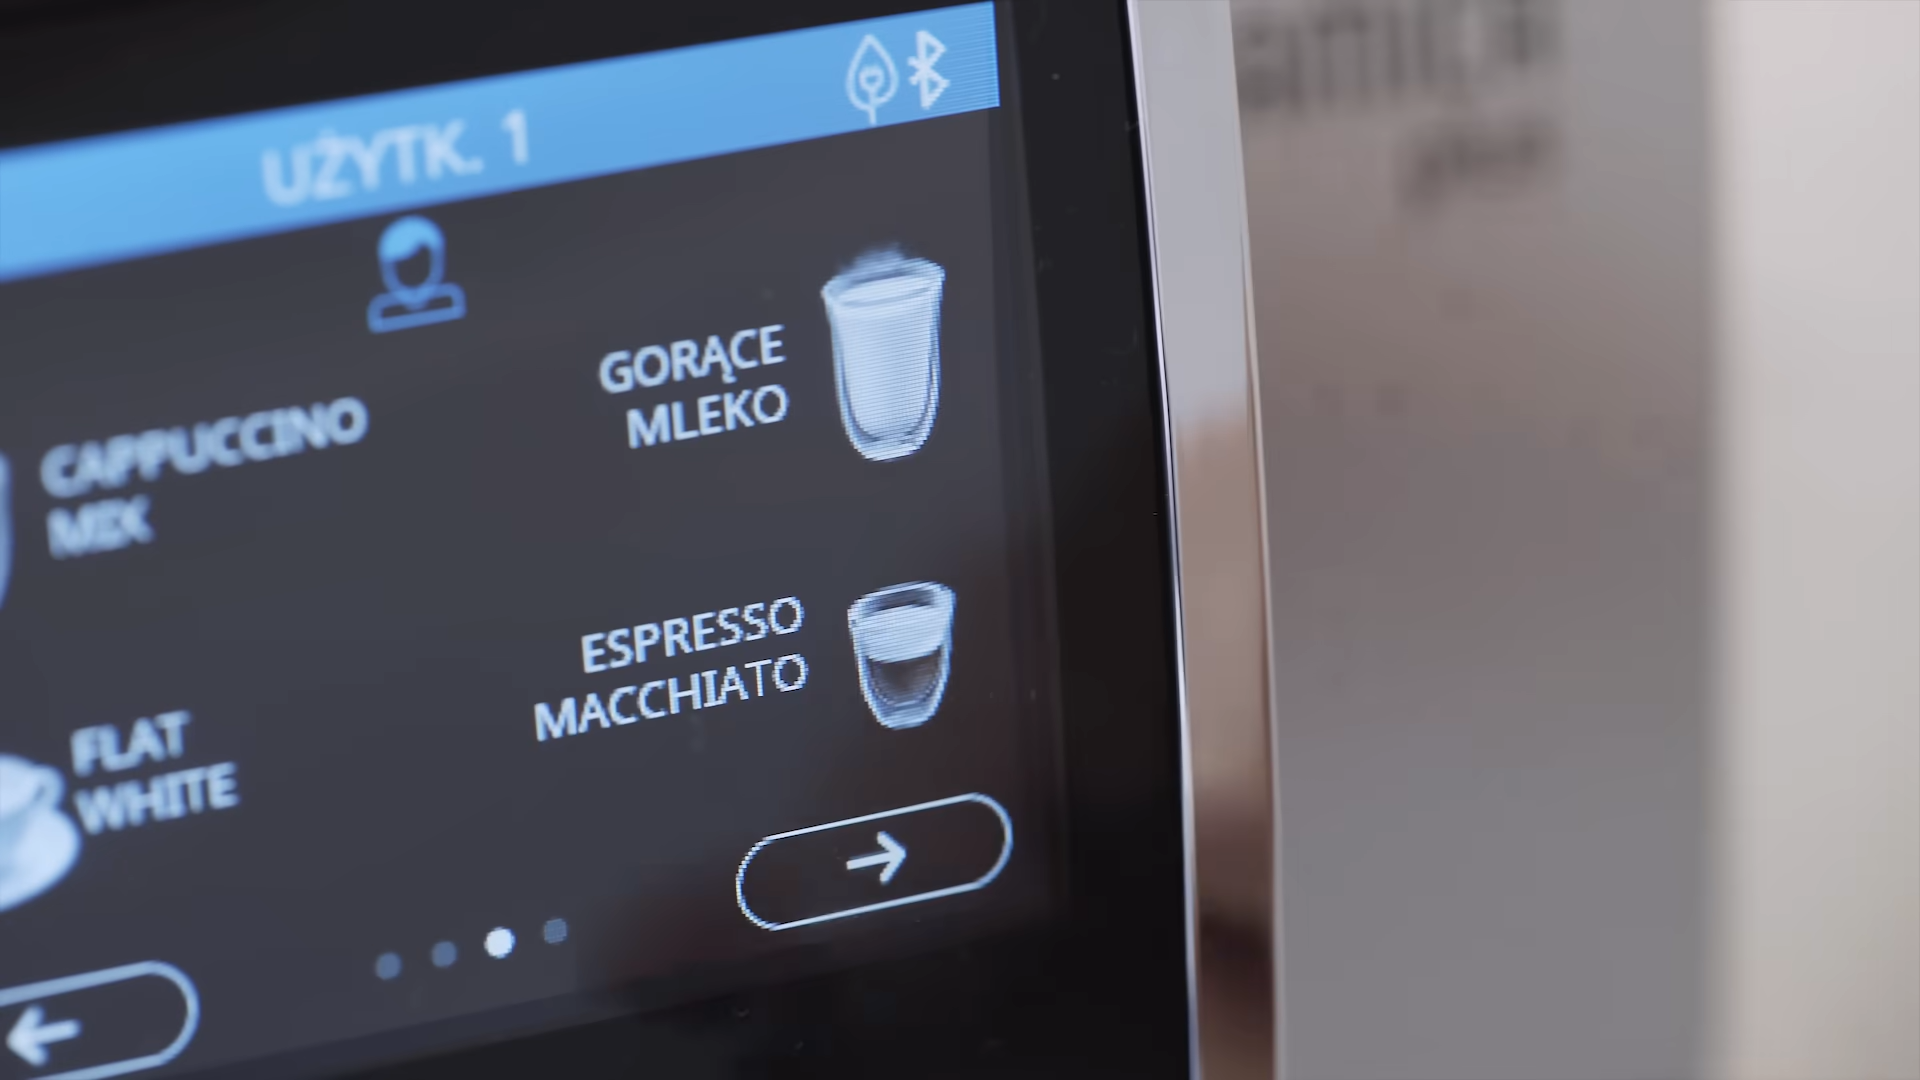 UŻYTK. 1
CAPPUCCINO
MIX
GORĄCE
MLEKO
FLAT
WHITE
ESPRESSO
MACCHIATO